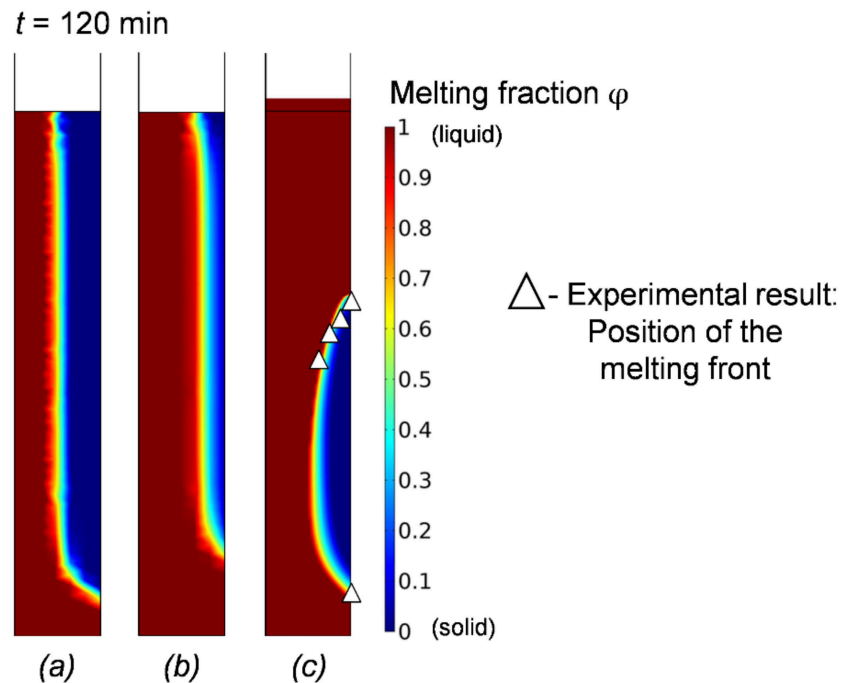 t = 120 min
Melting fraction φ
1 (liquid)
0.9
0.8
0.7
0.6
0.5
0.4
0.3
0.2
0.1
0 (solid)
△- Experimental result:
Position of the
melting front
(a) (b) (c)